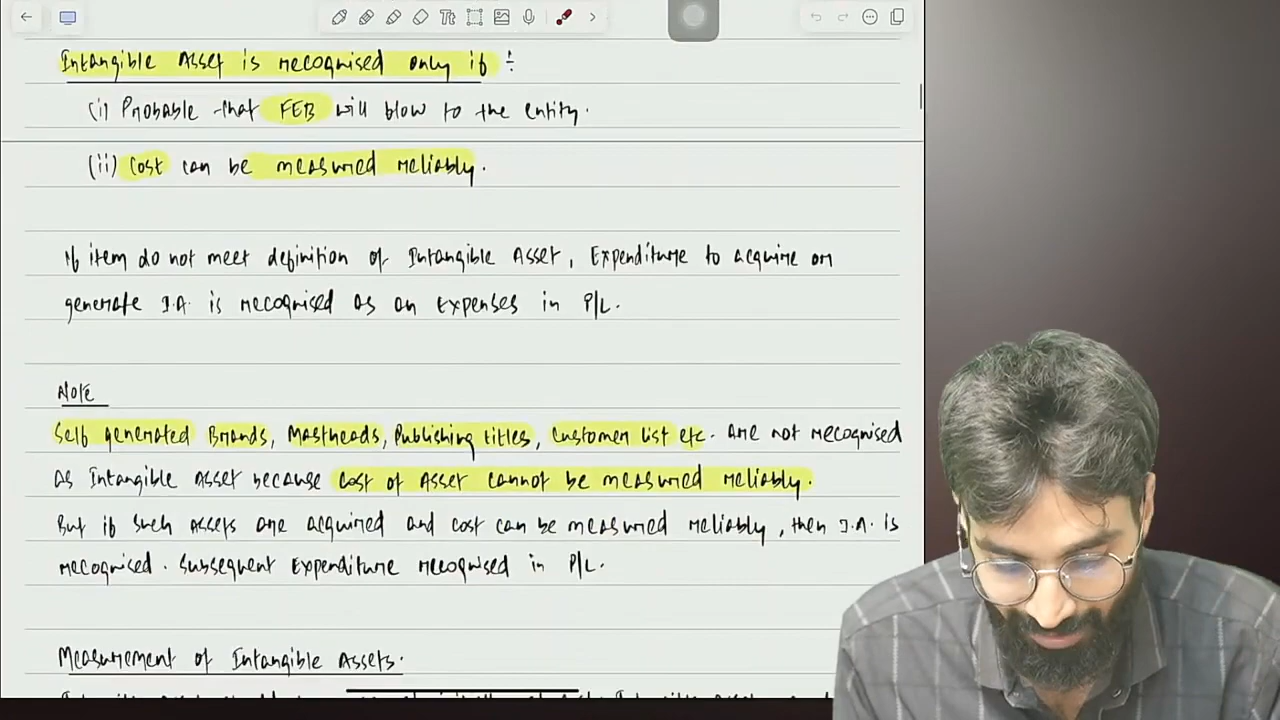 Intangible Asset is recognised only if :
(i) Probable that FEB will flow to the entity.
(ii) Cost can be measured reliably.
If item do not meet definition of Intangible Asset, Expenditure to acquire or
generate I.A. is recognised as an Expenses in P/L.
Note
Self generated Brands, Mastheads, Publishing titles, Customer list etc. are not recognised
as Intangible Asset because cost of Asset cannot be measured reliably.
But if such Assets are acquired and cost can be measured reliably, then I.A. is
recognised. Subsequent Expenditure recognised in P/L.
Measurement of Intangible Assets.